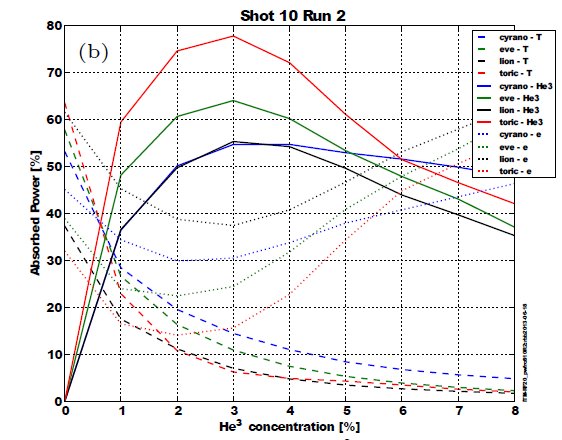 Shot 10 Run 2
(b)
80
70
60
50
40
30
20
10
0
Absorbed Power [%]
cyrano - T
eve - T
lion - T
toric - T
cyrano - He3
eve - He3
lion - He3
toric - He3
cyrano - e
eve - e
lion - e
toric - e
0 1 2 3 4 5 6 7 8
He³ concentration [%]